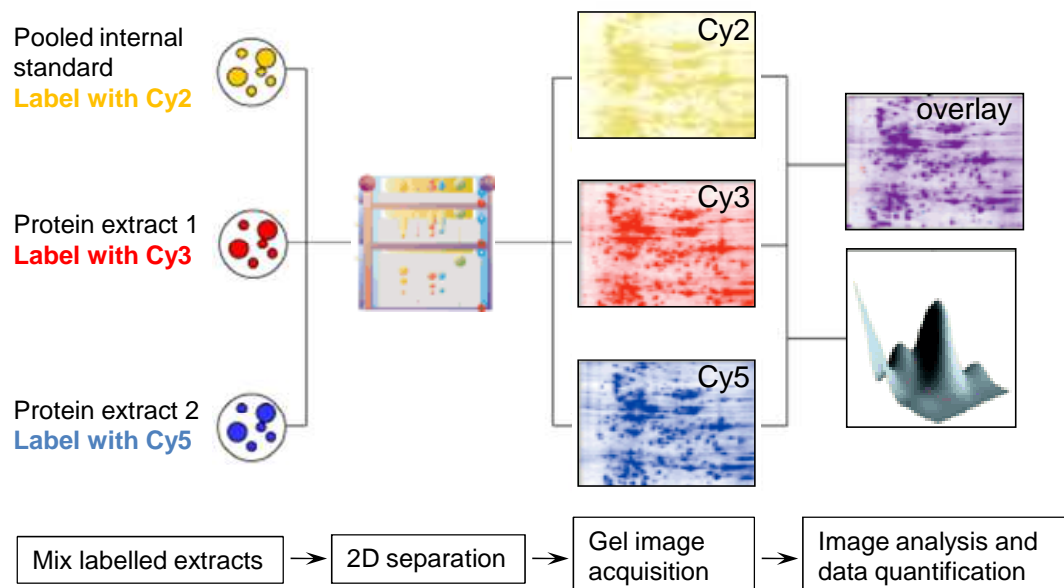 Pooled internal
standard
Label with Cy2
Protein extract 1
Label with Cy3
Protein extract 2
Label with Cy5
Cy2
Cy3
Cy5
overlay
Mix labelled extracts
2D separation
Gel image
acquisition
Image analysis and
data quantification